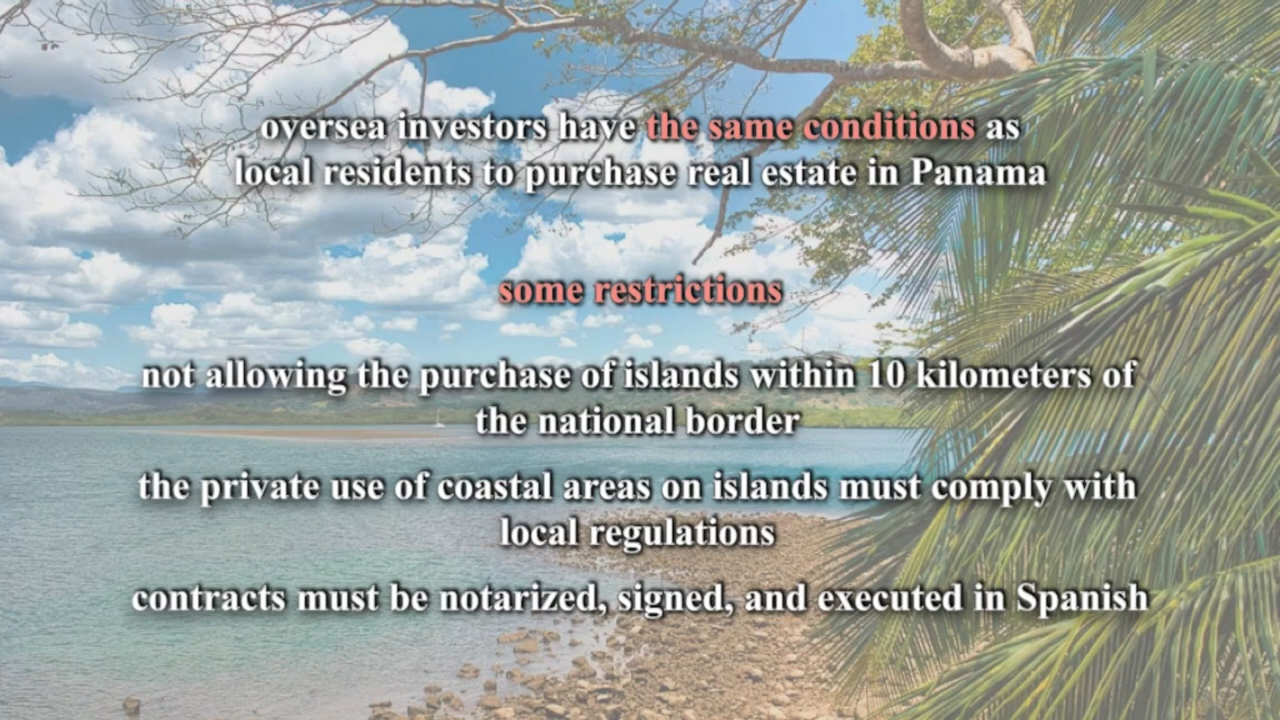 oversea investors have the same conditions as
local residents to purchase real estate in Panama
some restrictions
not allowing the purchase of islands within 10 kilometers of
the national border
the private use of coastal areas on islands must comply with
local regulations
contracts must be notarized, signed, and executed in Spanish